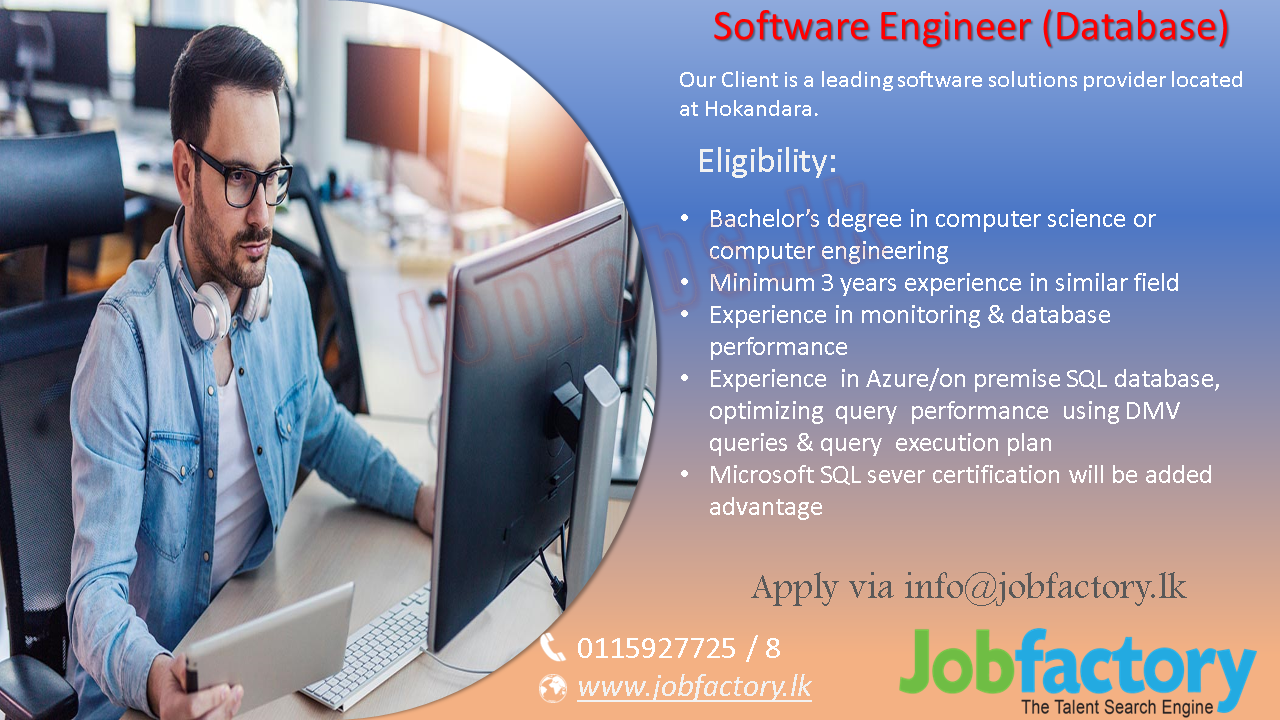 Software Engineer (Database)
Our Client is a leading software solutions provider located
at Hokandara.
Eligibility:
• Bachelor’s degree in computer science or
computer engineering
• Minimum 3 years experience in similar field
• Experience in monitoring & database
performance
• Experience in Azure/on premise SQL database,
optimizing query performance using DMV
queries & query execution plan
• Microsoft SQL sever certification will be added
advantage
topjobs.lk
Apply via info@jobfactory.lk
0115927725 / 8
www.jobfactory.lk
Jobfactory
The Talent Search Engine